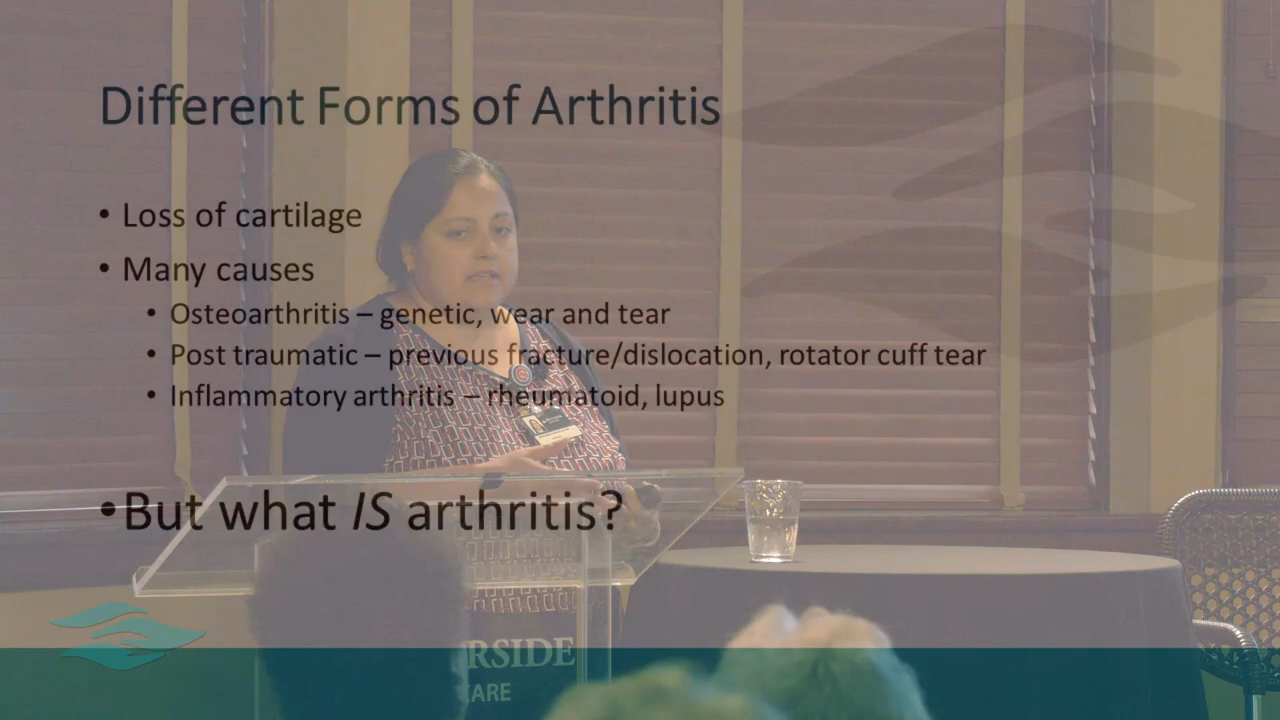 Different Forms of Arthritis
• Loss of cartilage
• Many causes
• Osteoarthritis – genetic, wear and tear
• Post traumatic – previous fracture/dislocation, rotator cuff tear
• Inflammatory arthritis – rheumatoid, lupus
•But what IS arthritis?
RSIDE
CARE